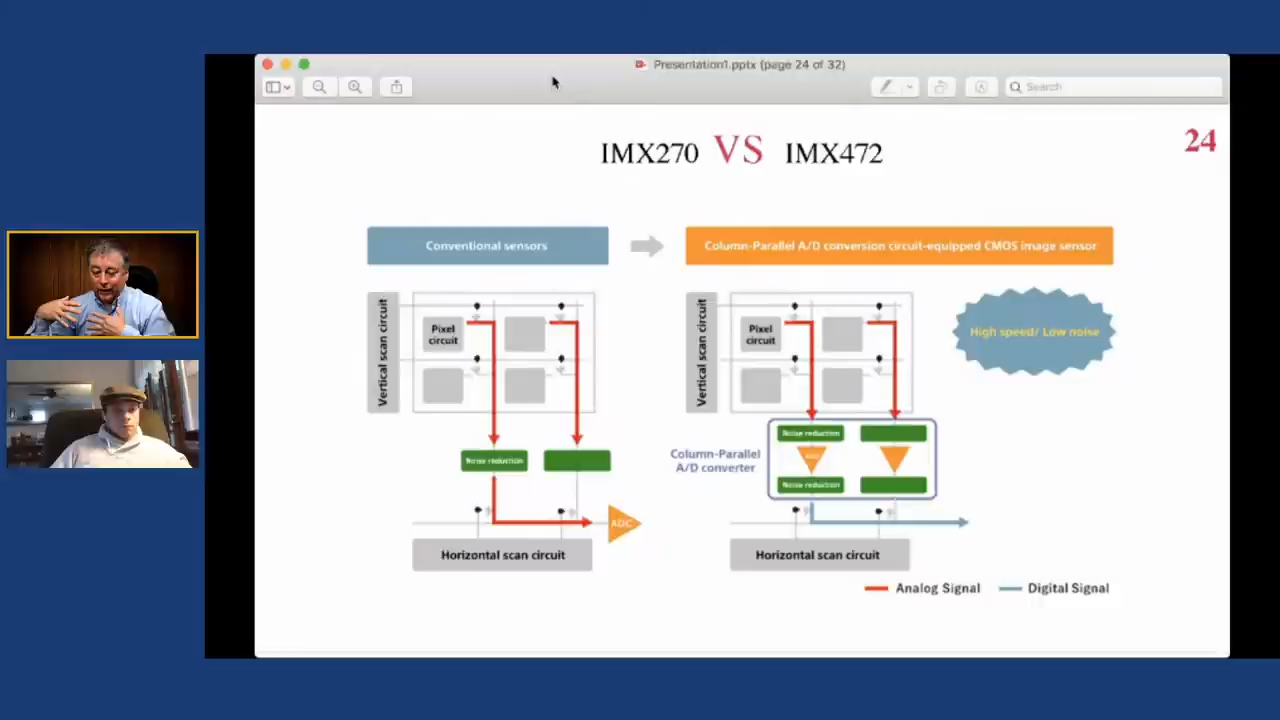 Presentation1.pptx (page 24 of 32)
Search
IMX270 VS IMX472
24
Conventional sensors
Column-Parallel A/D conversion circuit-equipped CMOS image sensor
Vertical scan circuit
Pixel
circuit
Noise reduction
ADC
Horizontal scan circuit
Vertical scan circuit
Pixel
circuit
High speed/ Low noise
Column-Parallel
A/D converter
Noise reduction
ADC
Noise reduction
Horizontal scan circuit
Analog Signal
Digital Signal